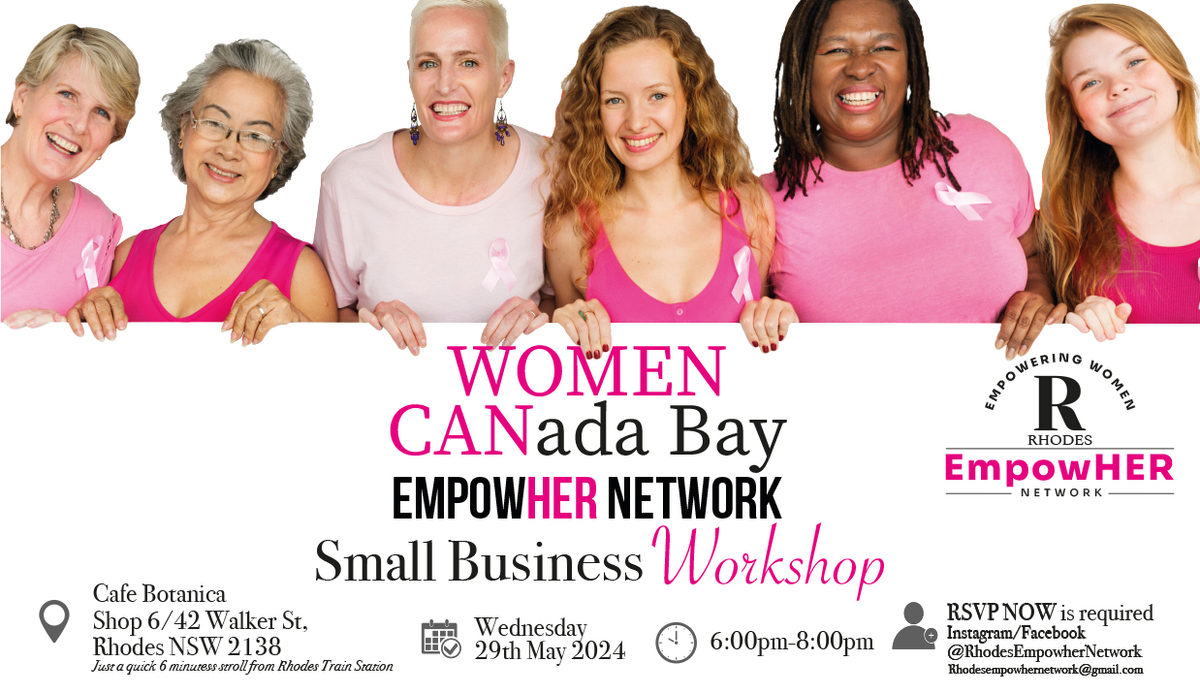 WOMEN
CANada Bay
EMPOWHER NETWORK
Small Business Workshop
EMPOWERING WOMEN
R
RHODES
EmpowHER
NETWORK
Cafe Botanica
Shop 6/42 Walker St,
Rhodes NSW 2138
Just a quick 6 minutess stroll from Rhodes Train Station
Wednesday
29th May 2024
6:00pm-8:00pm
RSVP NOW is required
Instagram/Facebook
@RhodesEmpowherNetwork
Rhodesempowhernetwork@gmail.com